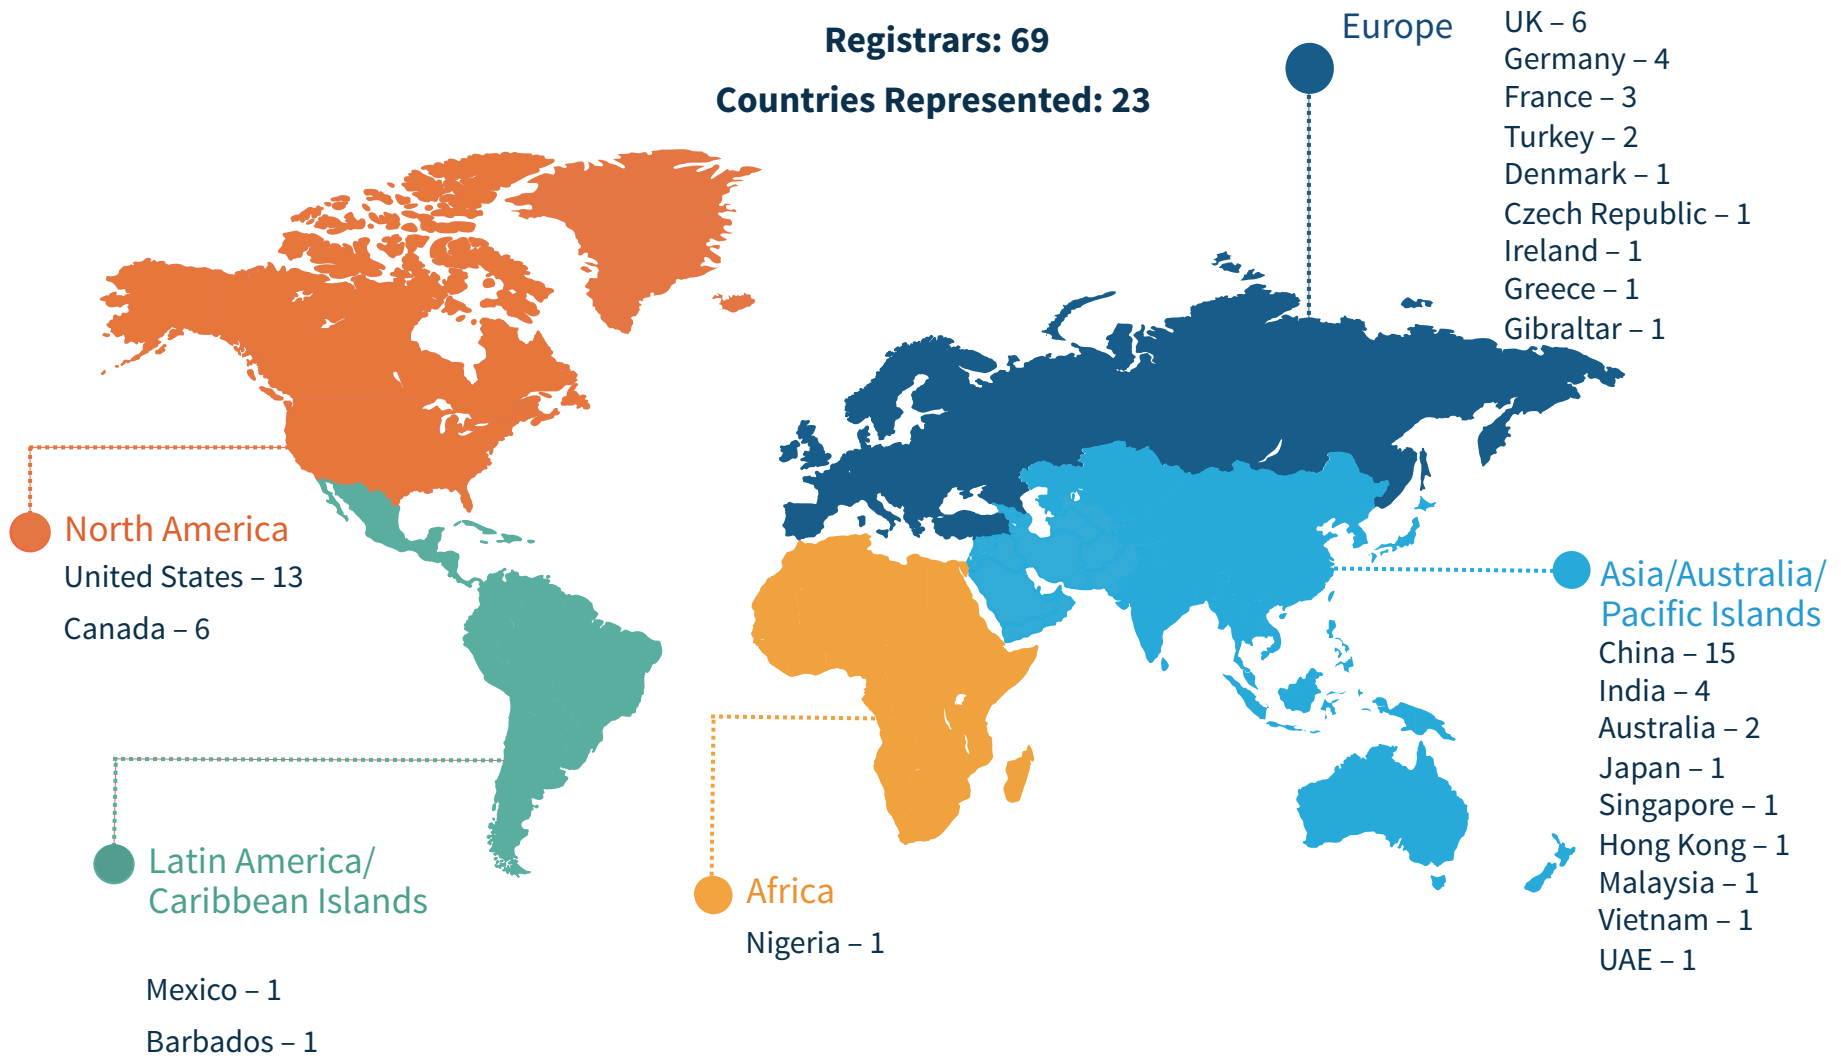 Registrars: 69
Countries Represented: 23
Europe
UK – 6
Germany – 4
France – 3
Turkey – 2
Denmark – 1
Czech Republic – 1
Ireland – 1
Greece – 1
Gibraltar – 1
North America
United States – 13
Canada – 6
Asia/Australia/
Pacific Islands
China – 15
India – 4
Australia – 2
Japan – 1
Singapore – 1
Hong Kong – 1
Malaysia – 1
Vietnam – 1
UAE – 1
Latin America/
Caribbean Islands
Mexico – 1
Barbados – 1
Africa
Nigeria – 1